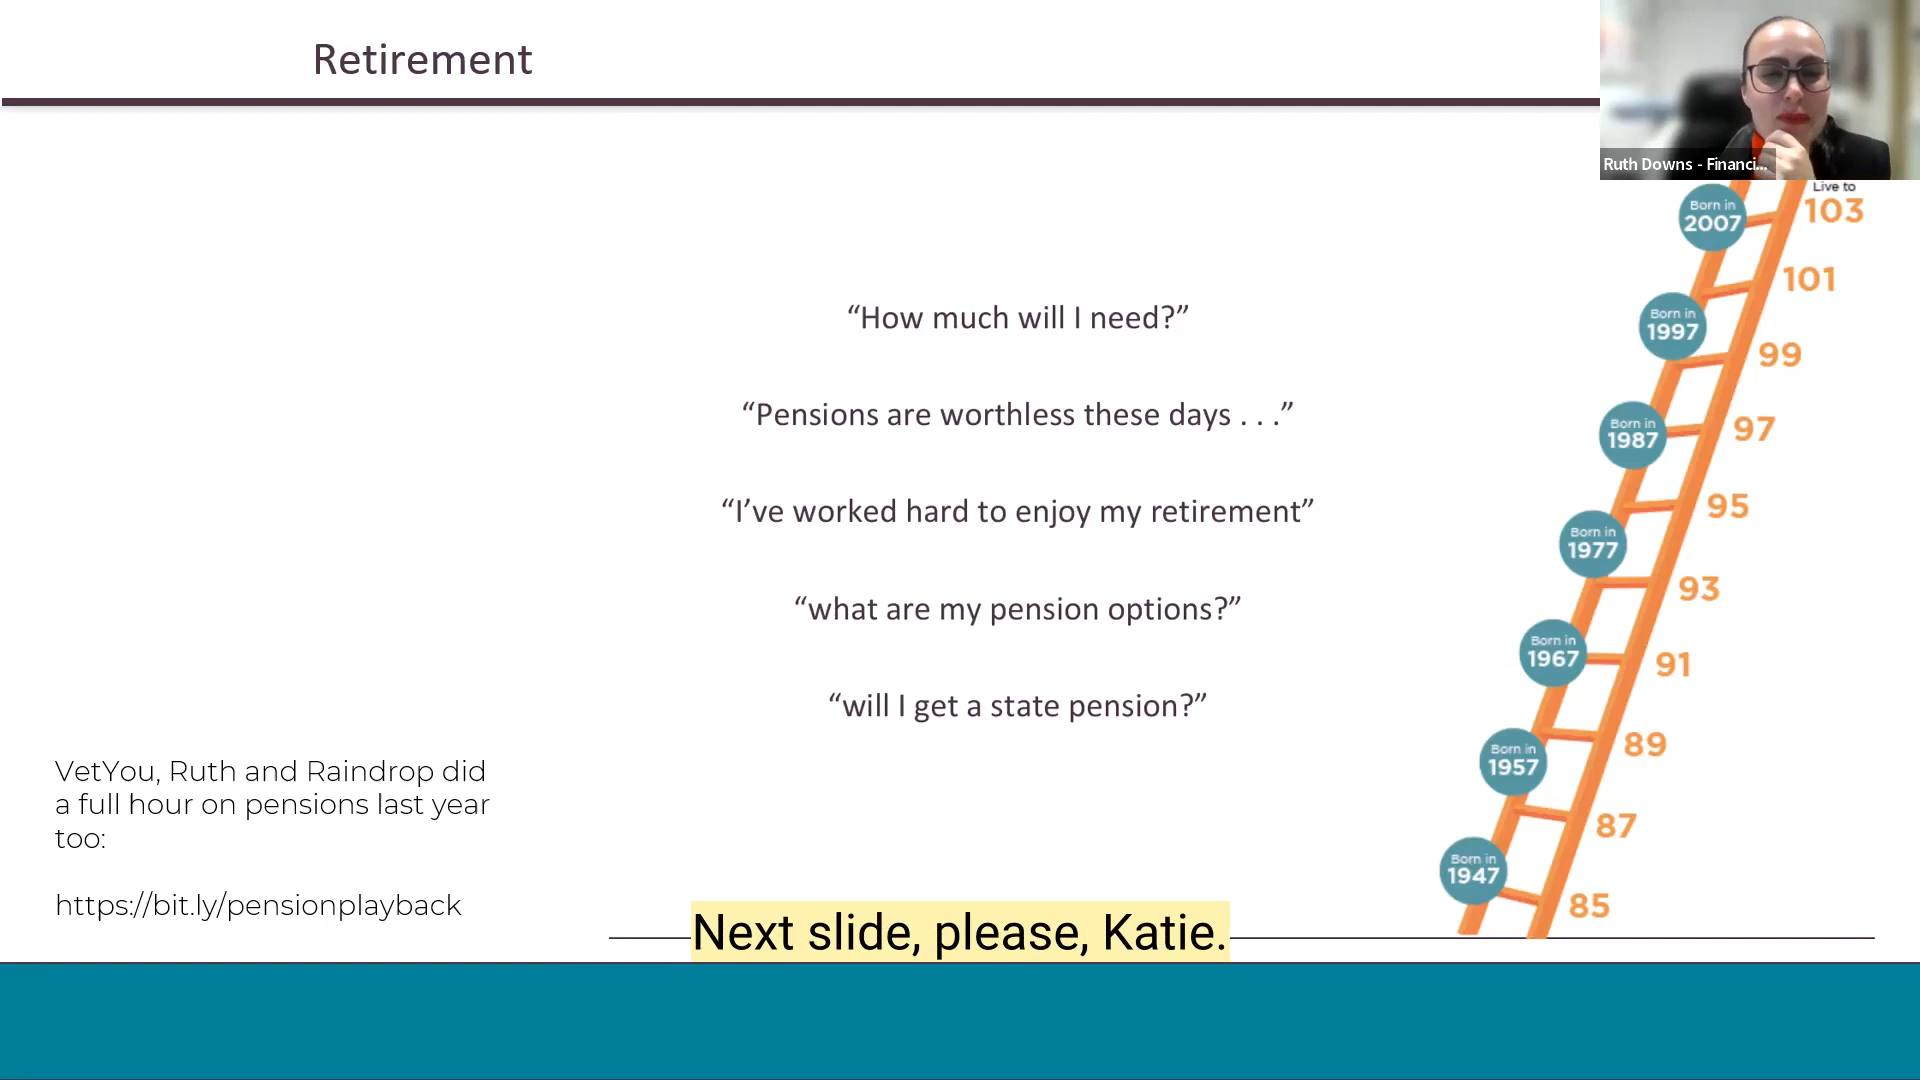 Retirement
Ruth Downs - Financi...
Live to
103
Born in
2007
101
“How much will I need?”
Born in
1997
99
“Pensions are worthless these days . . .”
Born in
1987
97
“I’ve worked hard to enjoy my retirement”
95
Born in
1977
93
“what are my pension options?”
Born in
1967
91
“will I get a state pension?”
89
Born in
1957
87
Born in
1947
85
VetYou, Ruth and Raindrop did
a full hour on pensions last year
too:
https://bit.ly/pensionplayback
Next slide, please, Katie.